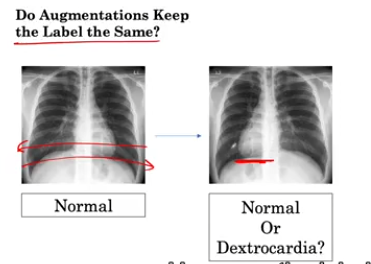 Do Augmentations Keep
the Label the Same?
Normal
Normal
Or
Dextrocardia?